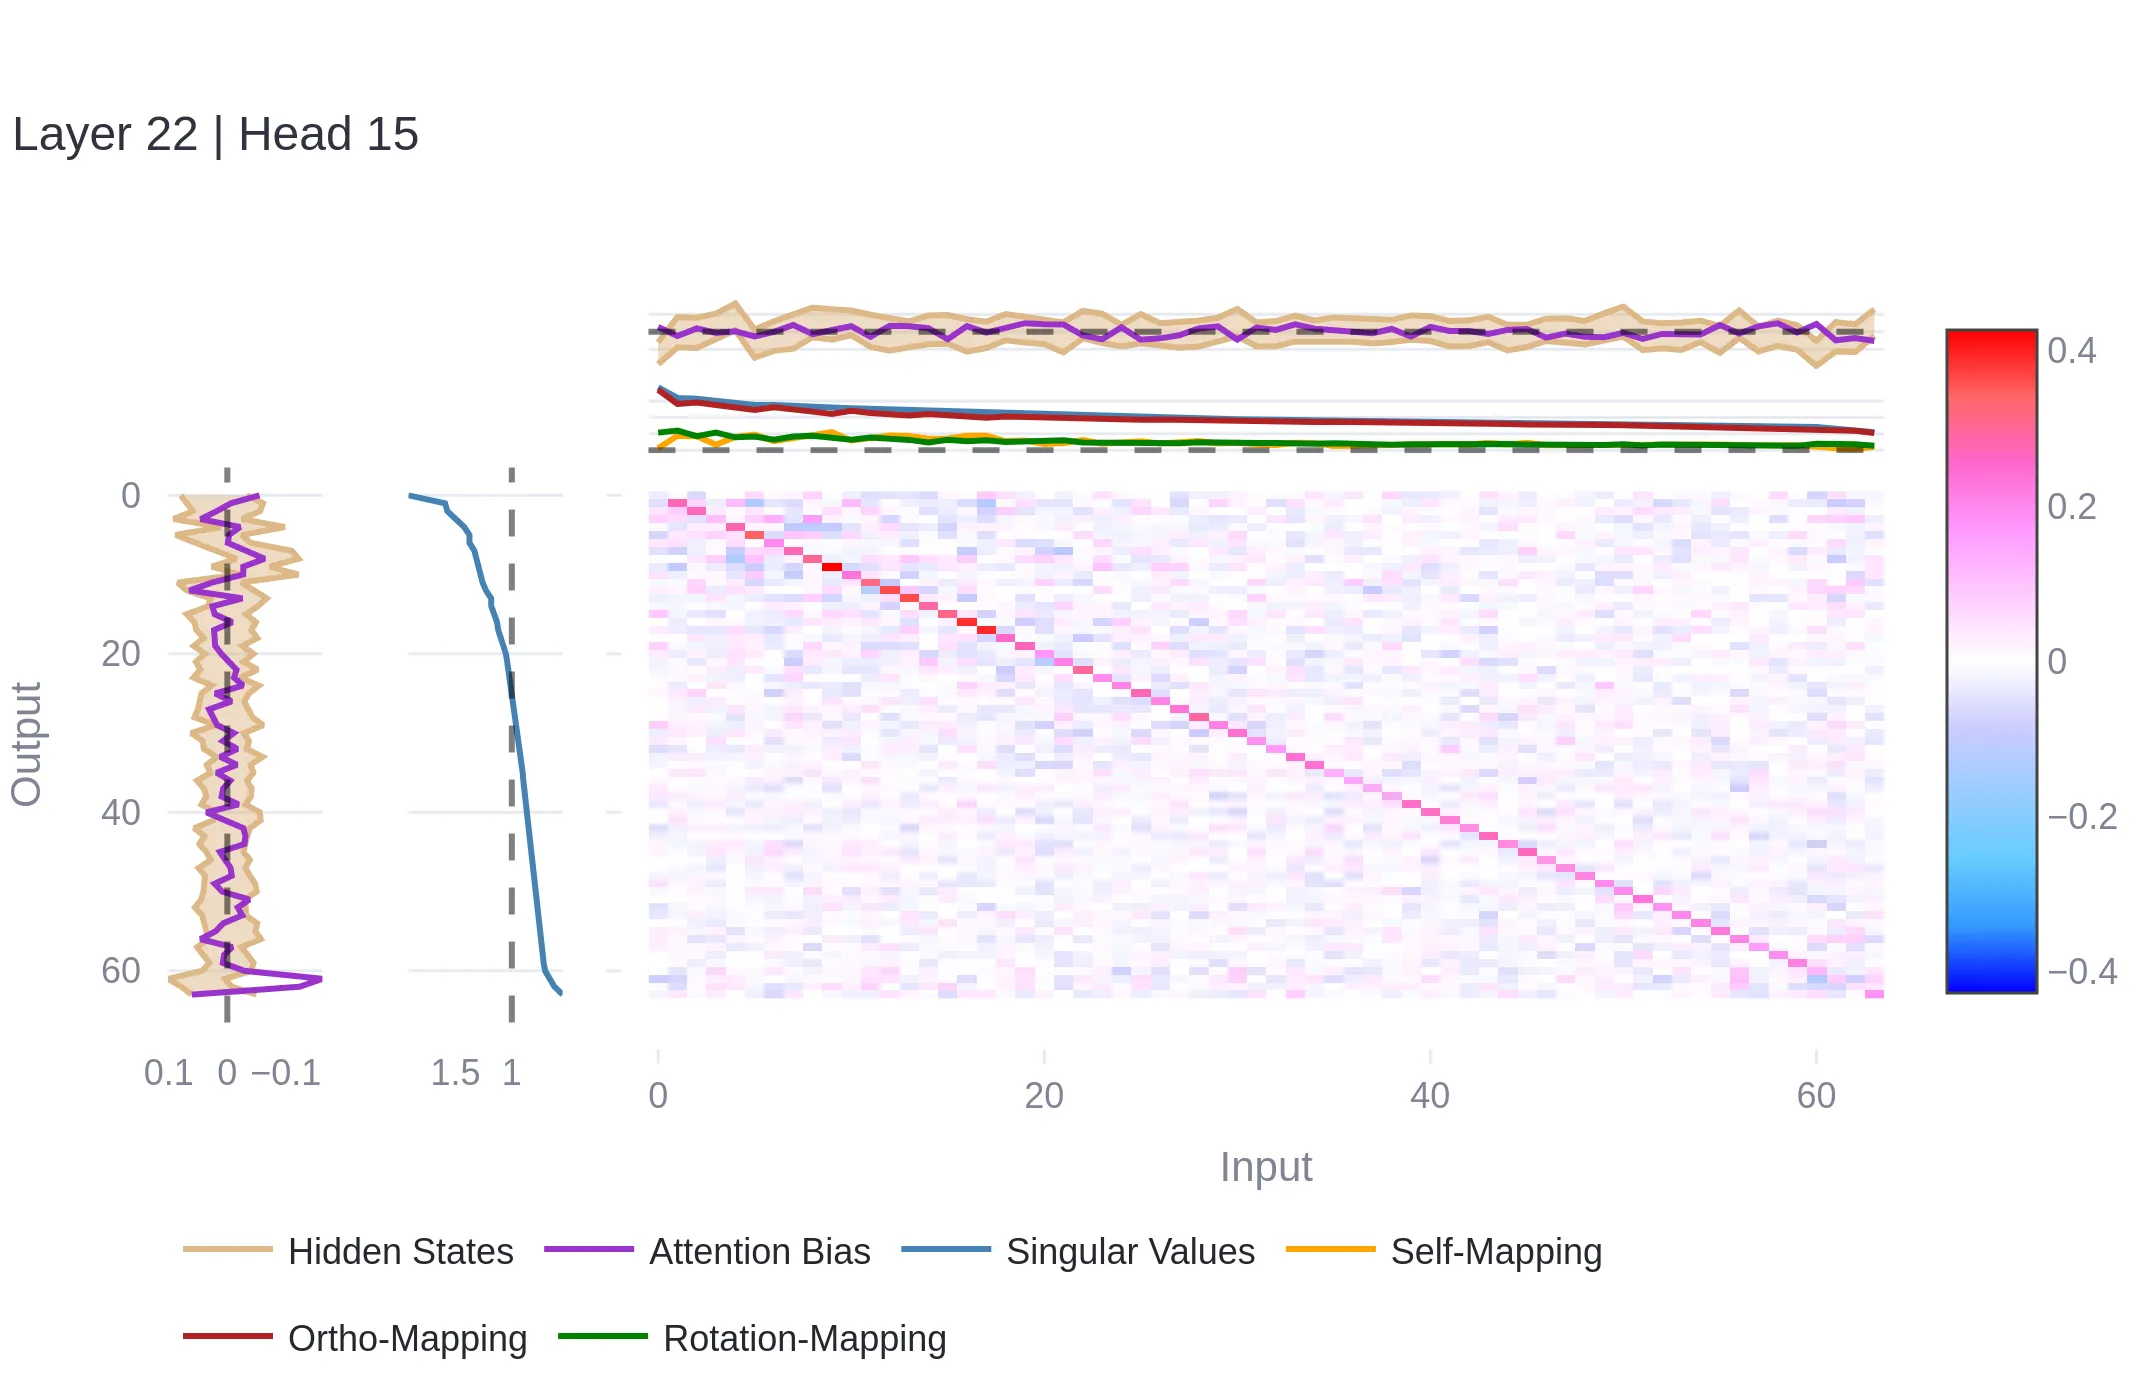 Layer 22 | Head 15
0.4
0.2
0
−0.2
−0.4
0
20
40
60
Output
0.1 0 −0.1 1.5 1
0 20 40 60
Input
Hidden States Attention Bias Singular Values Self-Mapping
Ortho-Mapping Rotation-Mapping